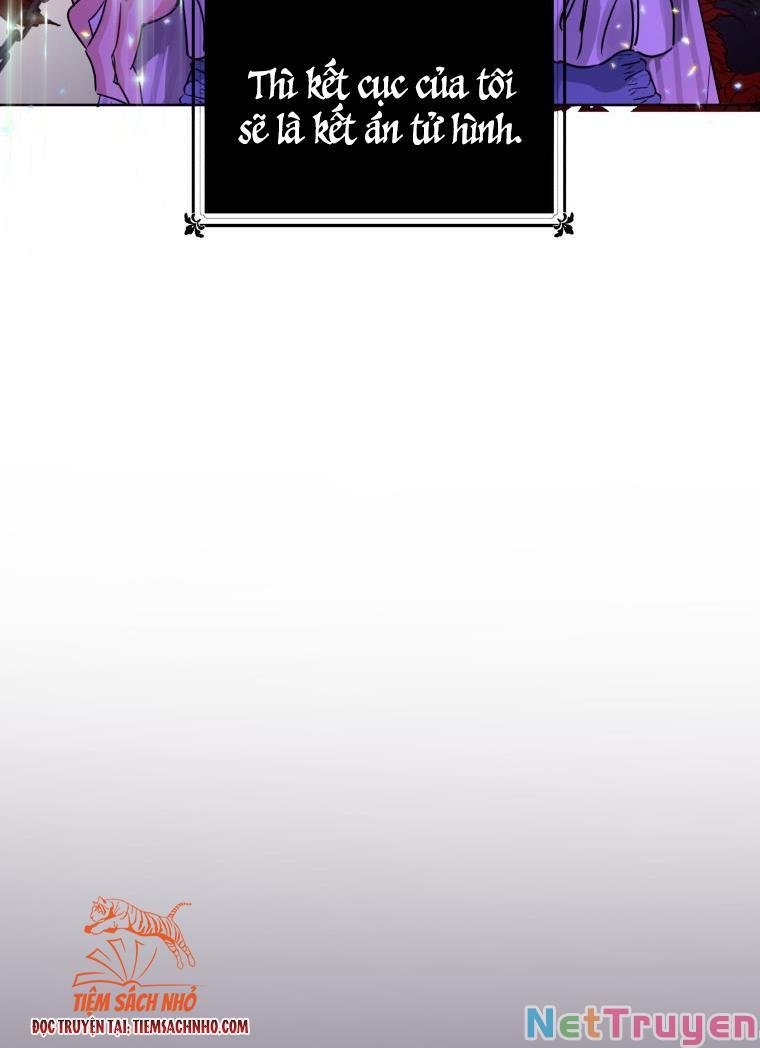 Thì kết cục của tôi
sẽ là kết án tử hình.
TIỆM SÁCH NHỎ
ĐỌC TRUYỆN TẠI: TIEMSACHNHO.COM
NetTruyen